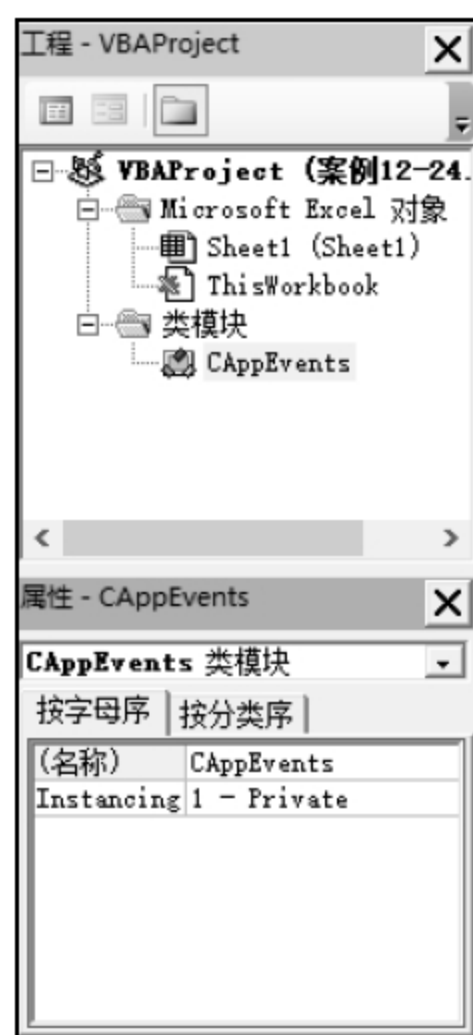 工程 - VBAProject
VBAProject (案例12-24.
Microsoft Excel 对象
Sheet1 (Sheet1)
ThisWorkbook
类模块
CAppEvents
属性 - CAppEvents
CAppEvents 类模块
按字母序 按分类序
(名称) CAppEvents
Instancing 1 - Private